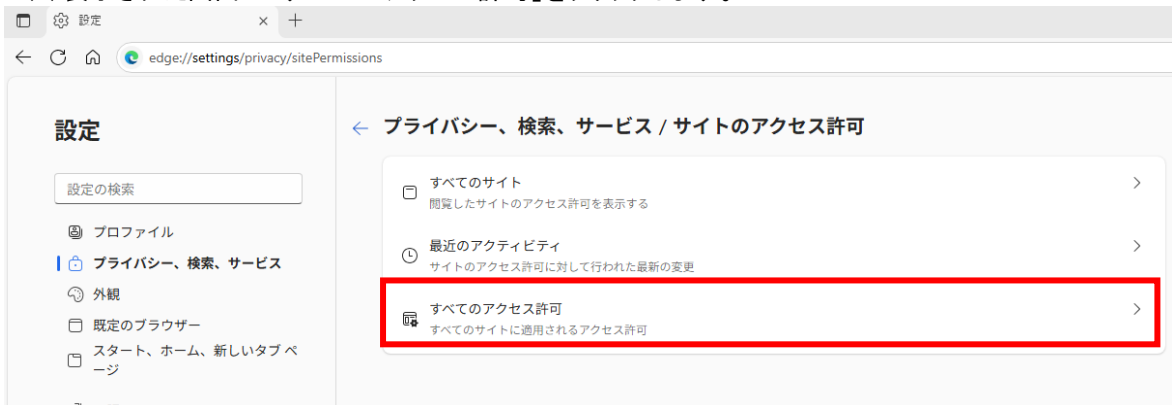 設定
edge://settings/privacy/sitePermissions
設定
← プライバシー、検索、サービス / サイトのアクセス許可
設定の検索
プロファイル
プライバシー、検索、サービス
外観
既定のブラウザー
スタート、ホーム、新しいタブ ペ
ージ
すべてのサイト
閲覧したサイトのアクセス許可を表示する
最近のアクティビティ
サイトのアクセス許可に対して行われた最新の変更
すべてのアクセス許可
すべてのサイトに適用されるアクセス許可